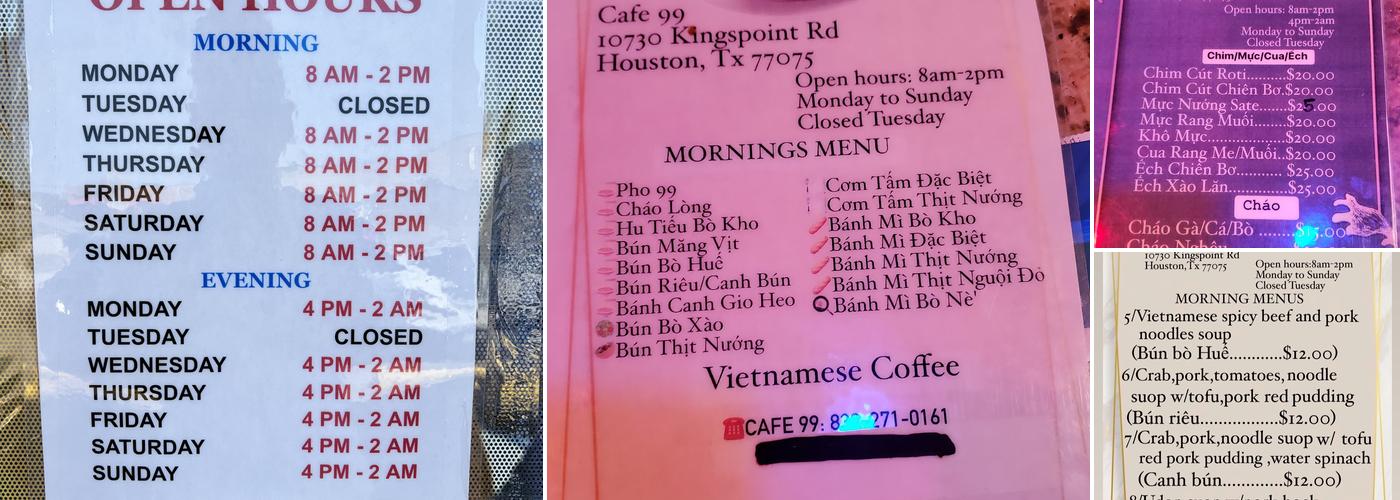 OPEN HOURS
MORNING
MONDAY 8 AM - 2 PM
TUESDAY CLOSED
WEDNESDAY 8 AM - 2 PM
THURSDAY 8 AM - 2 PM
FRIDAY 8 AM - 2 PM
SATURDAY 8 AM - 2 PM
SUNDAY 8 AM - 2 PM
EVENING
MONDAY 4 PM - 2 AM
TUESDAY CLOSED
WEDNESDAY 4 PM - 2 AM
THURSDAY 4 PM - 2 AM
FRIDAY 4 PM - 2 AM
SATURDAY 4 PM - 2 AM
SUNDAY 4 PM - 2 AM
Cafe 99
10730 Kingspoint Rd
Houston, Tx 77075
Open hours: 8am-2pm
Monday to Sunday
Closed Tuesday
MORNINGS MENU
Pho 99
Cháo Lòng
Hu Tiếu Bò Kho
Bún Măng Vịt
Bún Bò Huế
Bún Riêu/Canh Bún
Bánh Canh Gio Heo
Bún Bò Xào
Bún Thịt Nướng
Cơm Tấm Đặc Biệt
Cơm Tấm Thịt Nướng
Bánh Mì Bò Kho
Bánh Mì Đặc Biệt
Bánh Mì Thịt Nướng
Bánh Mì Thịt Nguội Đỏ
Bánh Mì Bò Nè'
Vietnamese Coffee
CAFE 99: 271-0161
Open hours: 8am-2pm
4pm-2am
Monday to Sunday
Closed Tuesday
Chim/Mực/Cua/Ếch
Chim Cút Roti..........$20.00
Chim Cút Chiên Bơ.$20.00
Mực Nướng Sate.......$25.00
Mực Rang Muối........$20.00
Khô Mực..................$20.00
Cua Rang Me/Muối..$20.00
Ếch Chiên Bơ...........$25.00
Ếch Xào Lăn.............$25.00
Cháo
Cháo Gà/Cá/Bò ........$15.00
Cháo Nghêu
10730 Kingspoint Rd
Houston,Tx 77075
Open hours:8am-2pm
Monday to Sunday
Closed Tuesday
MORNING MENUS
5/Vietnamese spicy beef and pork
noodles soup
(Bún bò Huế............$12.00)
6/Crab,pork,tomatoes,noodle
suop w/tofu,pork red pudding
(Bún riêu.................$12.00)
7/Crab,pork,noodle suop w/ tofu
red pork pudding ,water spinach
(Canh bún.............$12.00)